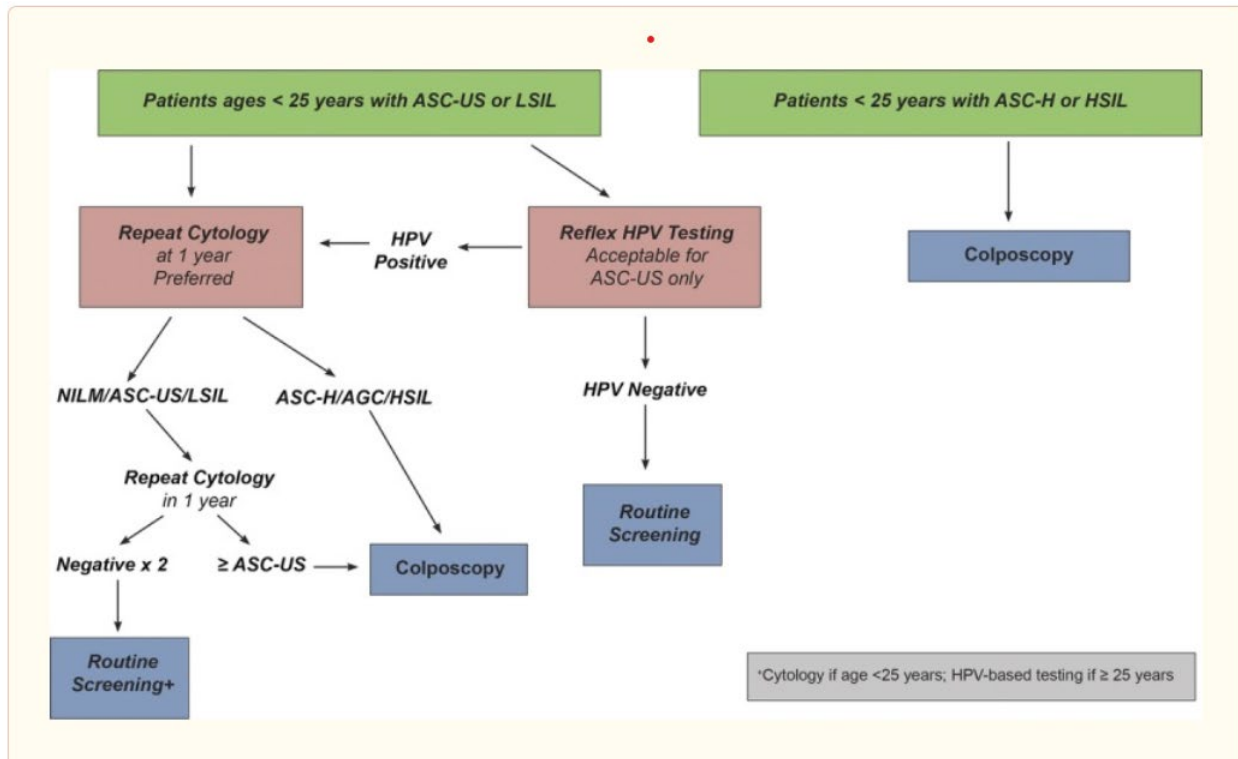 Patients ages < 25 years with ASC-US or LSIL
Patients < 25 years with ASC-H or HSIL
Repeat Cytology
at 1 year
Preferred
HPV
Positive
Reflex HPV Testing
Acceptable for
ASC-US only
Colposcopy
NILM/ASC-US/LSIL
ASC-H/AGC/HSIL
HPV Negative
Repeat Cytology
in 1 year
Routine
Screening
Negative x 2
≥ ASC-US
Colposcopy
Routine
Screening+
+Cytology if age <25 years; HPV-based testing if ≥ 25 years